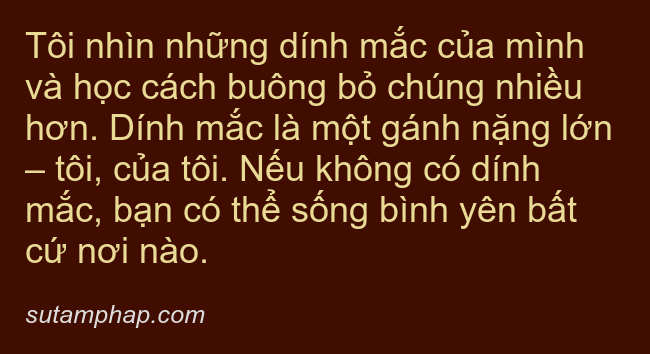 Tôi nhìn những dính mắc của mình
và học cách buông bỏ chúng nhiều
hơn. Dính mắc là một gánh nặng lớn
– tôi, của tôi. Nếu không có dính
mắc, bạn có thể sống bình yên bất
cứ nơi nào.
sutamphap.com